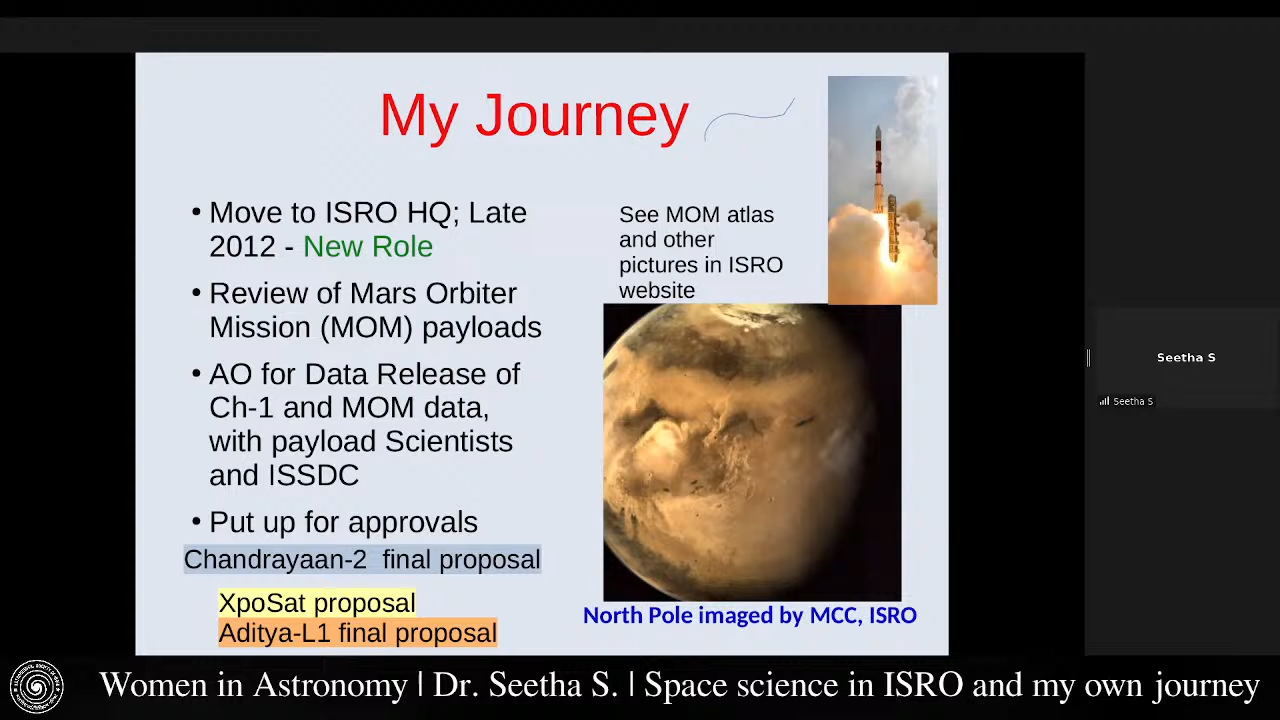 My Journey
• Move to ISRO HQ; Late
2012 - New Role
• Review of Mars Orbiter
Mission (MOM) payloads
• AO for Data Release of
Ch-1 and MOM data,
with payload Scientists
and ISSDC
• Put up for approvals
Chandrayaan-2 final proposal
XpoSat proposal
Aditya-L1 final proposal
See MOM atlas
and other
pictures in ISRO
website
North Pole imaged by MCC, ISRO
Seetha S
Seetha S
Women in Astronomy | Dr. Seetha S. | Space science in ISRO and my own journey